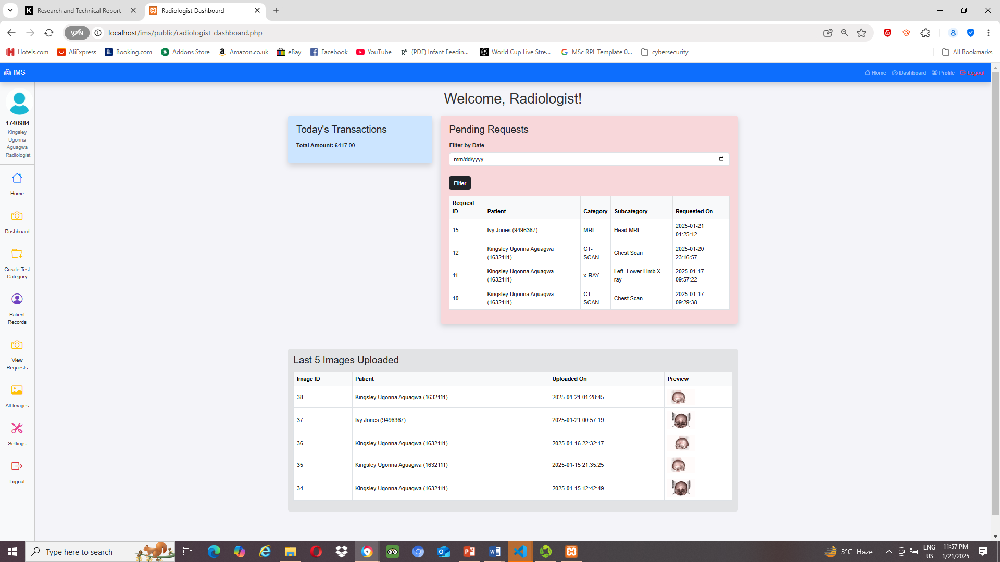 Research and Technical Report
Radiologist Dashboard
VPN
localhost/ims/public/radiologist_dashboard.php
Hotels.com
AliExpress
Booking.com
Addons Store
Amazon.co.uk
eBay
Facebook
YouTube
(PDF) Infant Feedin...
World Cup Live Stre...
MSc RPL Template 0...
cybersecurity
All Bookmarks
IMS
Home
Dashboard
Profile
Logout
1740984
Kingsley
Ugonna
Aguagwa
Radiologist
Home
Dashboard
Create Test
Category
Patient
Records
View
Requests
All Images
Settings
Logout
Welcome, Radiologist!
Today's Transactions
Total Amount: £417.00
Pending Requests
Filter by Date
mm/dd/yyyy
Filter
Request ID Patient Category Subcategory Requested On
15 Ivy Jones (9496367) MRI Head MRI 2025-01-21 01:25:12
12 Kingsley Ugonna Aguagwa (1632111) CT-SCAN Chest Scan 2025-01-20 23:16:57
11 Kingsley Ugonna Aguagwa (1632111) x-RAY Left- Lower Limb X-ray 2025-01-17 09:57:22
10 Kingsley Ugonna Aguagwa (1632111) CT-SCAN Chest Scan 2025-01-17 09:29:38
Last 5 Images Uploaded
Image ID Patient Uploaded On Preview
38 Kingsley Ugonna Aguagwa (1632111) 2025-01-21 01:28:45
37 Ivy Jones (9496367) 2025-01-21 00:57:19
36 Kingsley Ugonna Aguagwa (1632111) 2025-01-16 22:32:17
35 Kingsley Ugonna Aguagwa (1632111) 2025-01-15 21:35:25
34 Kingsley Ugonna Aguagwa (1632111) 2025-01-15 12:42:49
Type here to search
3°C Haze
ENG
US
11:57 PM
1/21/2025